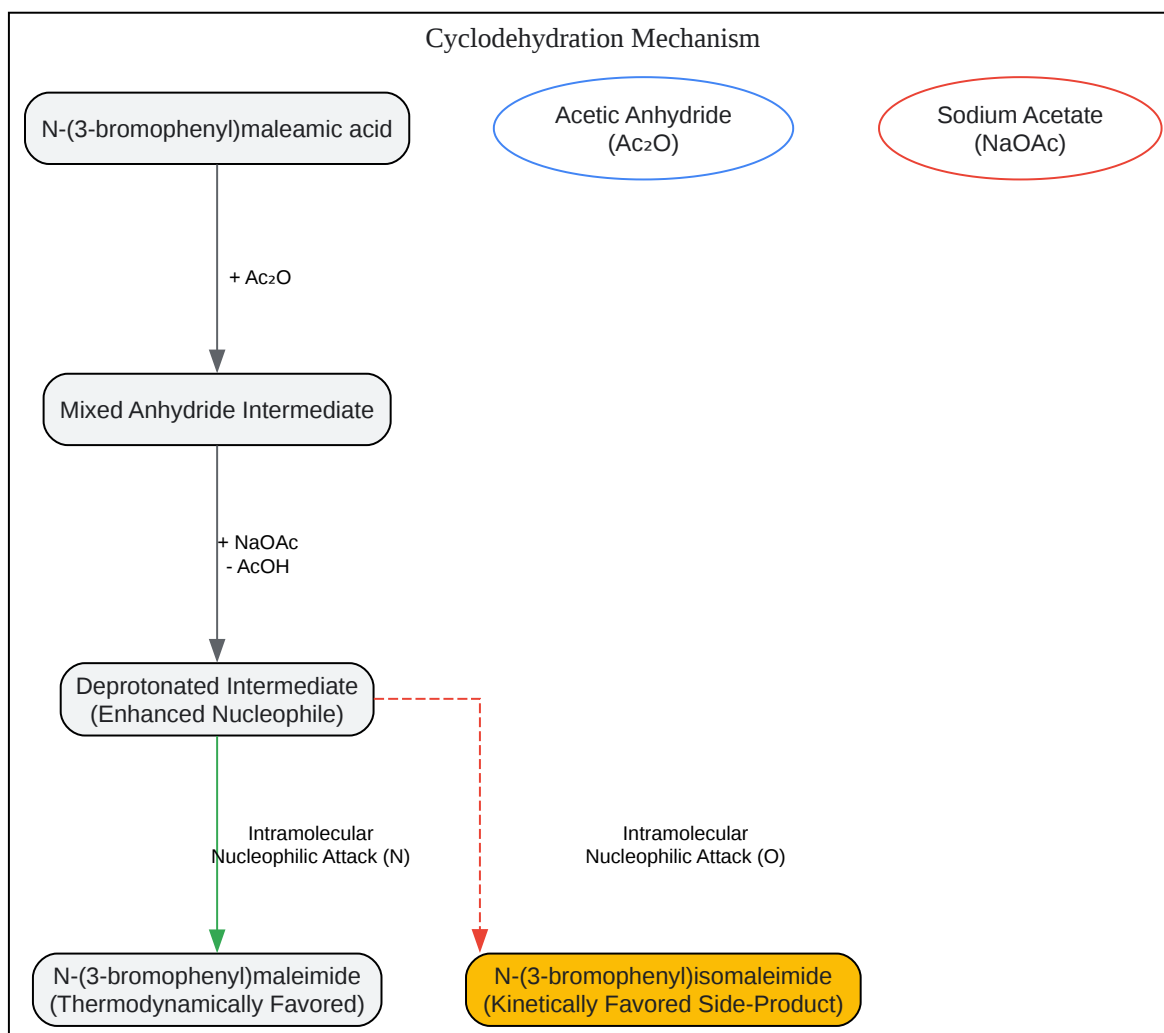 Cyclodehydration Mechanism
N-(3-bromophenyl)maleamic acid
Acetic Anhydride
(Ac₂O)
Sodium Acetate
(NaOAc)
+ Ac₂O
Mixed Anhydride Intermediate
+ NaOAc
- AcOH
Deprotonated Intermediate
(Enhanced Nucleophile)
Intramolecular
Nucleophilic Attack (N)
Intramolecular
Nucleophilic Attack (O)
N-(3-bromophenyl)maleimide
(Thermodynamically Favored)
N-(3-bromophenyl)isomaleimide
(Kinetically Favored Side-Product)